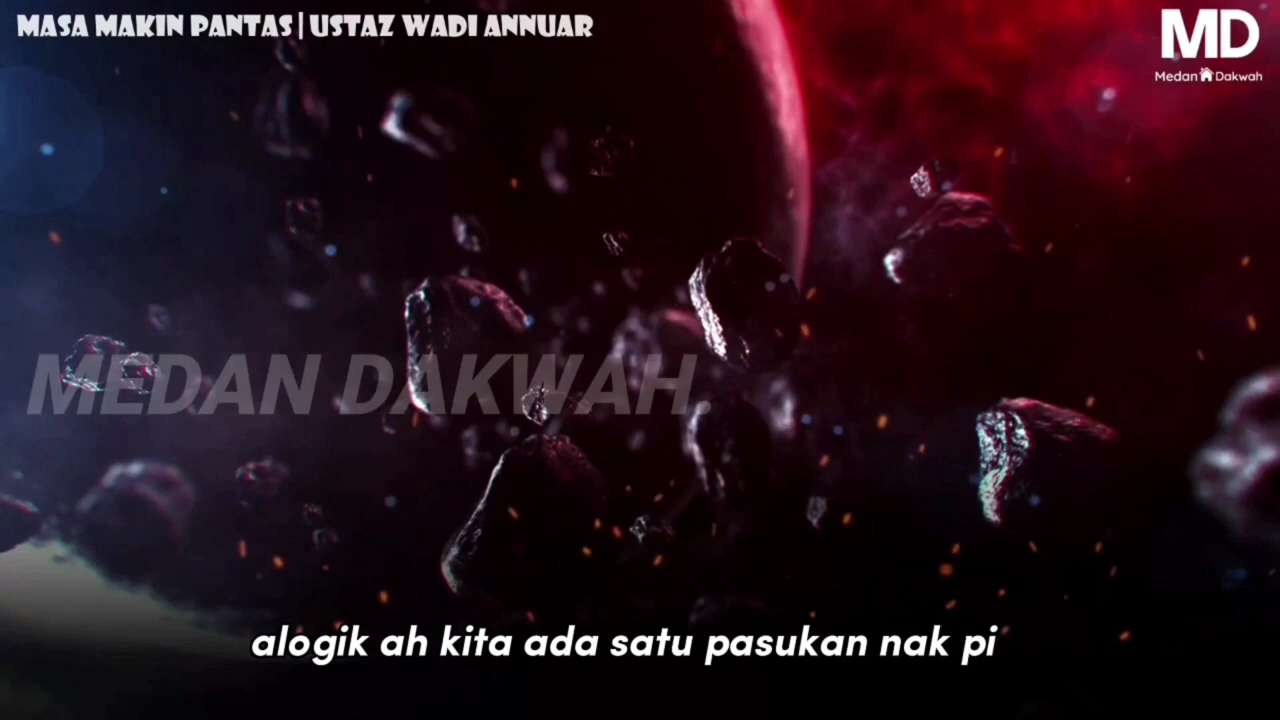 MASA MAKIN PANTAS|USTAZ WADI ANNUAR
MD
Medan Dakwah
MEDAN DAKWAH.
alogik ah kita ada satu pasukan nak pi